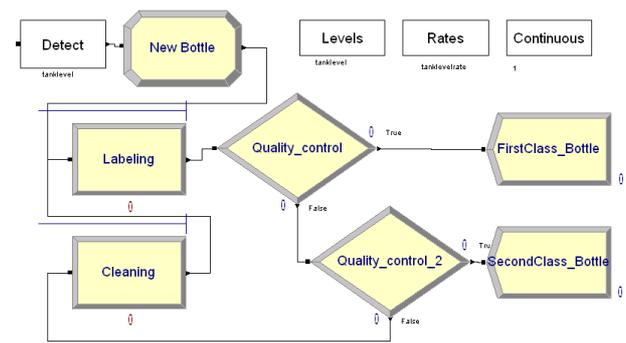 Detect
tanklevel
New Bottle
Levels
tanklevel
Rates
tanklevelrate
Continuous
1
Labeling
0
Quality_control
0
True
0
False
FirstClass_Bottle
0
Cleaning
0
Quality_control_2
0
Tru
0
False
SecondClass_Bottle
0